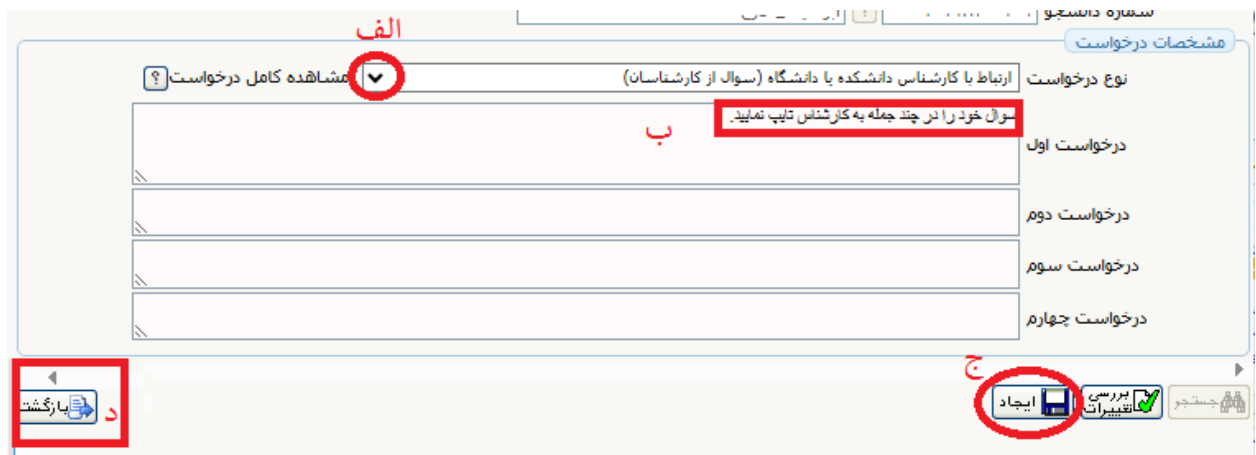 شماره دانشجو
الف
مشخصات درخواست
نوع درخواست ارتباط با کارشناس دانشکده یا دانشگاه (سوال از کارشناسان) مشاهده کامل درخواست ?
درخواست اول سوال خود را در چند جمله به کارشناس تایپ نمایید.
ب
درخواست دوم
درخواست سوم
درخواست چهارم
ج
جستجو بررسی تغییرات ایجاد د بازگشت